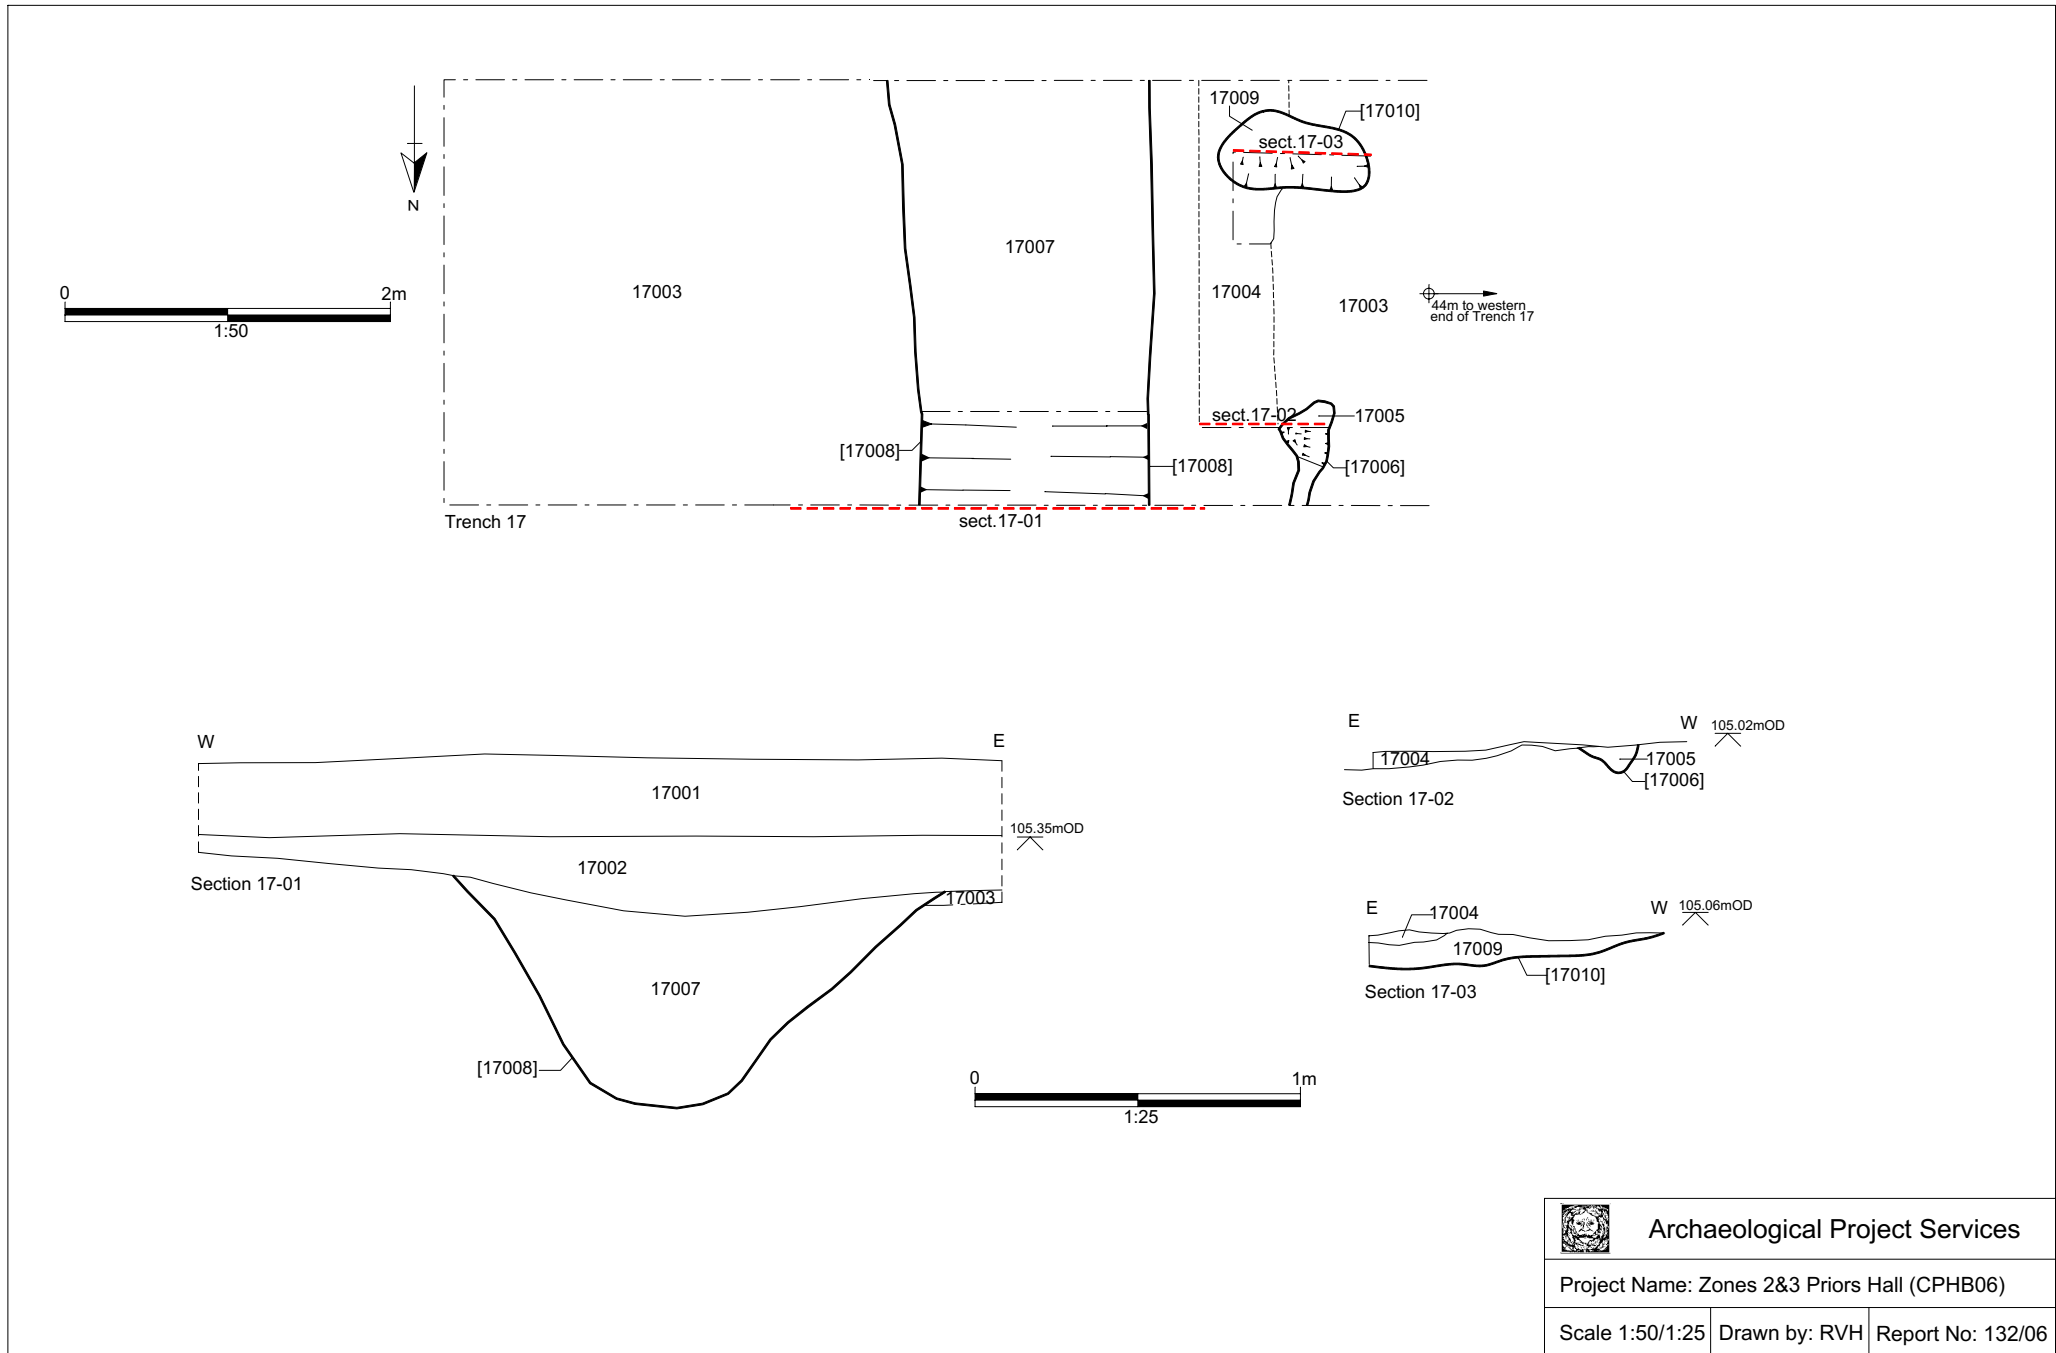 17009
[17010]
sect.17-03
N
17007
17003
17004
17003
44m to western
end of Trench 17
0
2m
1:50
sect.17-02
17005
[17008]
[17008]
[17006]
Trench 17
sect.17-01
W
E
17001
105.35mOD
17002
Section 17-01
17003
17007
[17008]
0
1m
1:25
E
W
105.02mOD
17004
17005
[17006]
Section 17-02
E
W
105.06mOD
17004
17009
[17010]
Section 17-03
Archaeological Project Services
Project Name: Zones 2&3 Priors Hall (CPHB06)
Scale 1:50/1:25
Drawn by: RVH
Report No: 132/06